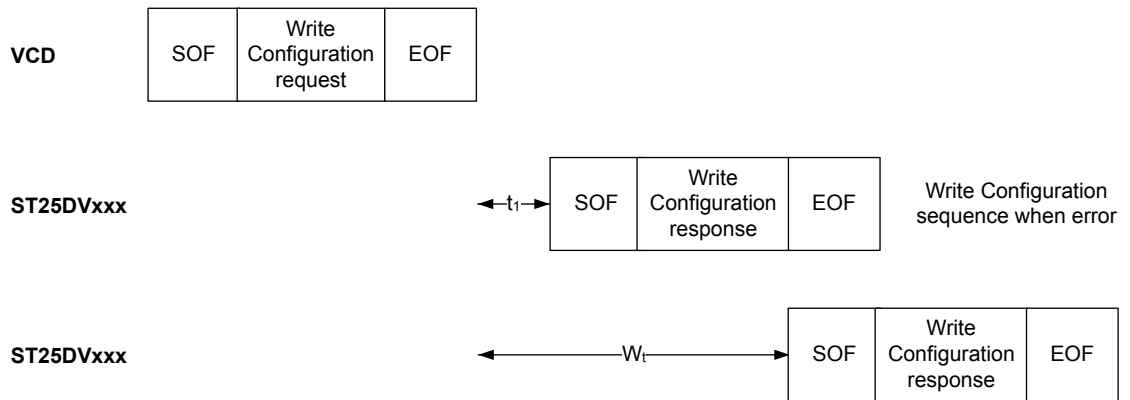 VCD
SOF
Write
Configuration
request
EOF
ST25DVxxx
t1
SOF
Write
Configuration
response
EOF
Write Configuration
sequence when error
ST25DVxxx
Wt
SOF
Write
Configuration
response
EOF